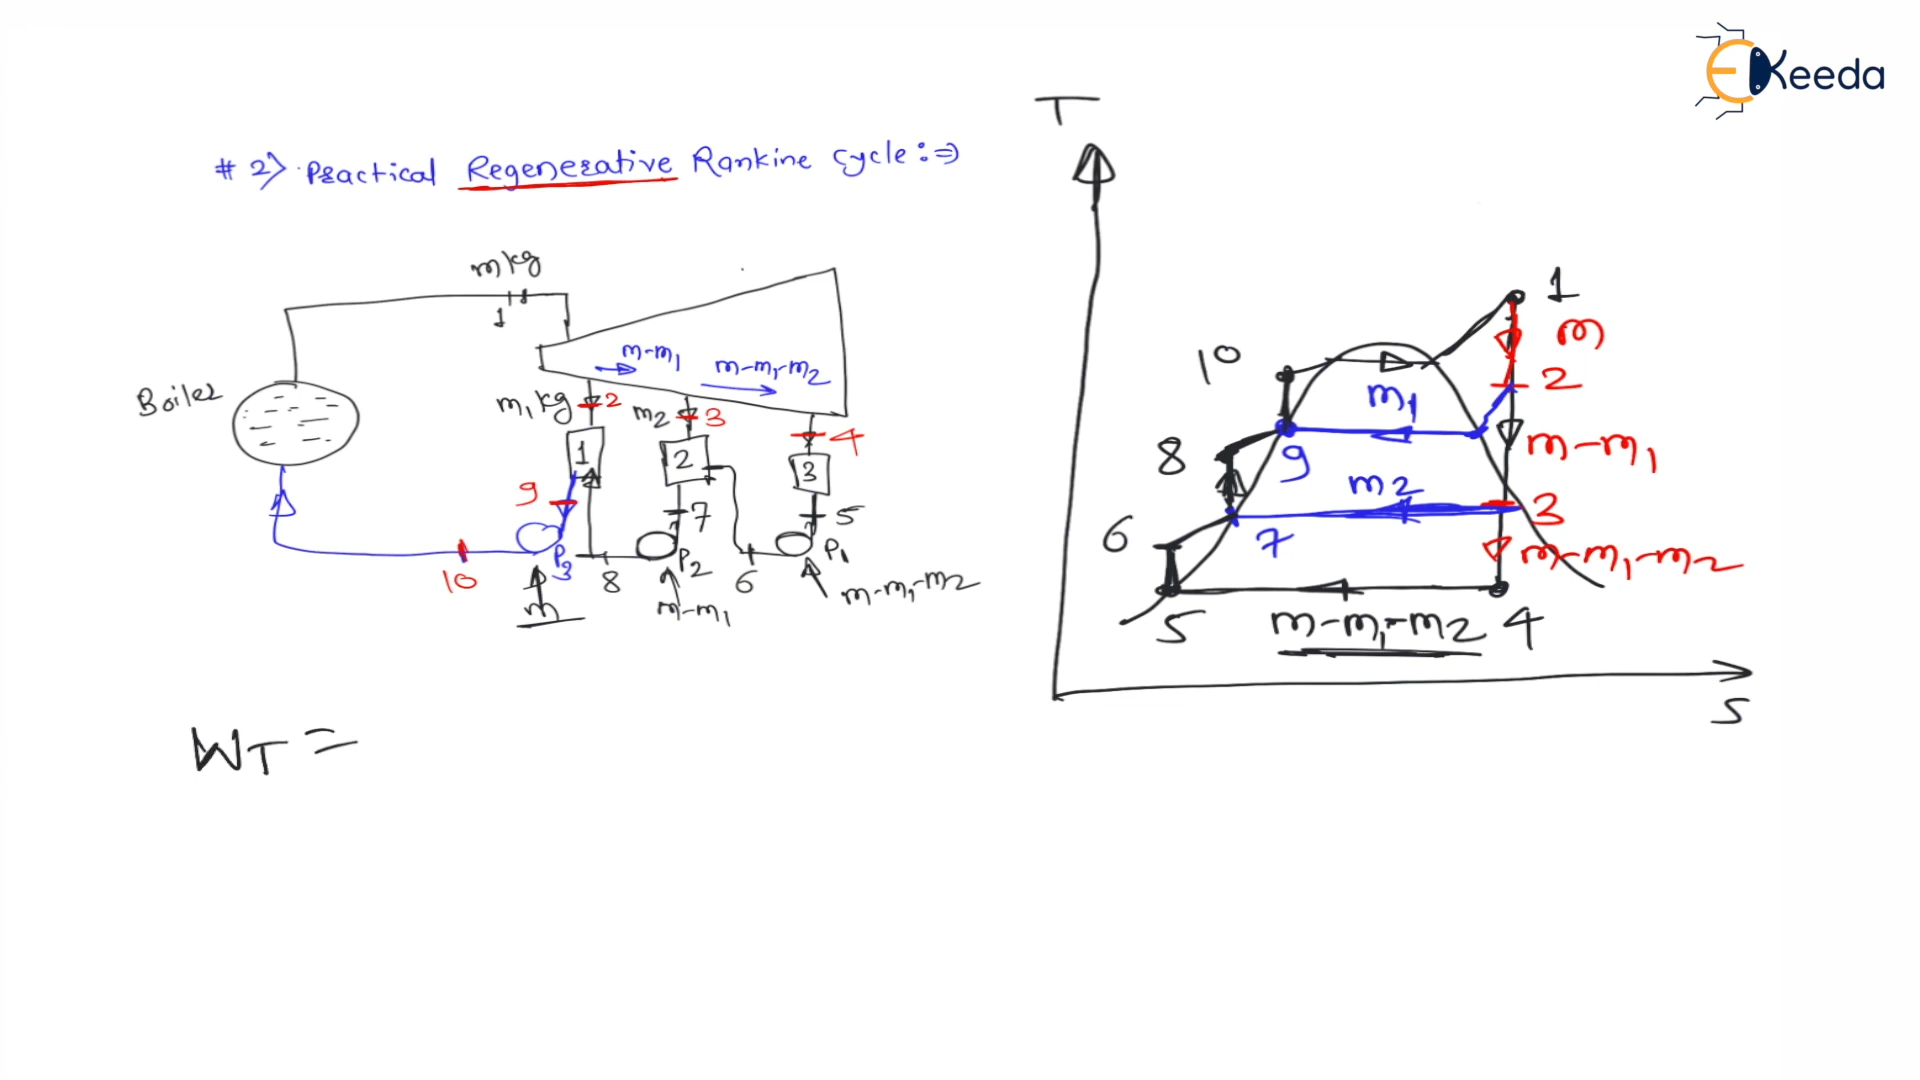 EKeeda
T
# 2) Practical Regenerative Rankine Cycle :⇒
m kg
1
Boiler
m-m₁
m-m₁-m₂
m₁ kg 2
m₂ 3
4
1
2
3
9
7
5
P₃
P₂
P₁
10
8
6
m
m-m₁
m-m₁-m₂
1
m
10
2
m₁
8
9
m-m₁
m₂
3
6
7
m-m₁-m₂
5
m-m₁-m₂ 4
S
W_T =